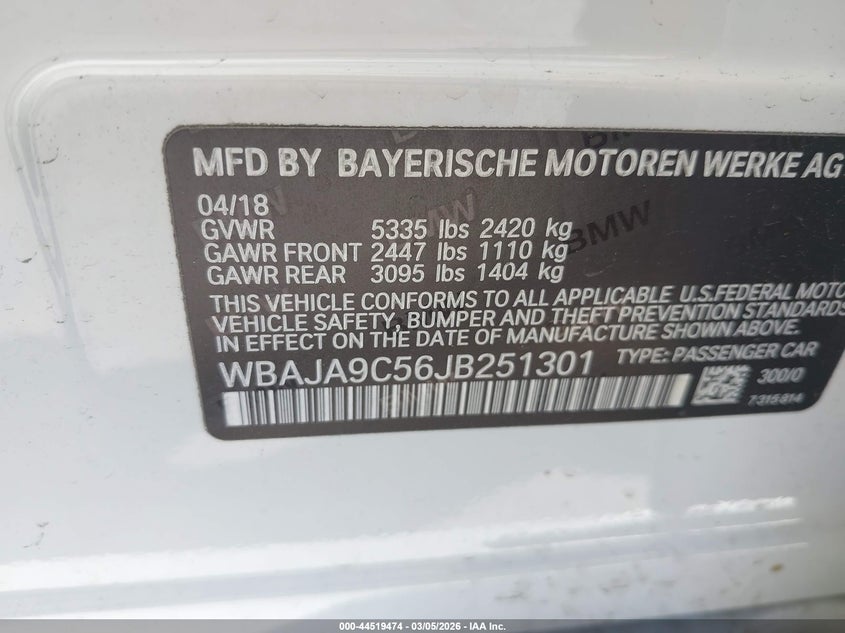 MFD BY BAYERISCHE MOTOREN WERKE AG
04/18
GVWR 5335 lbs 2420 kg
GAWR FRONT 2447 lbs 1110 kg
GAWR REAR 3095 lbs 1404 kg
THIS VEHICLE CONFORMS TO ALL APPLICABLE U.S.FEDERAL MOTO
VEHICLE SAFETY, BUMPER AND THEFT PREVENTION STANDARDS
IN EFFECT ON THE DATE OF MANUFACTURE SHOWN ABOVE.
WBAJA9C56JB251301 TYPE: PASSENGER CAR
300/0
7315814
BMW
000-44519474 — 03/05/2026 — IAA Inc.